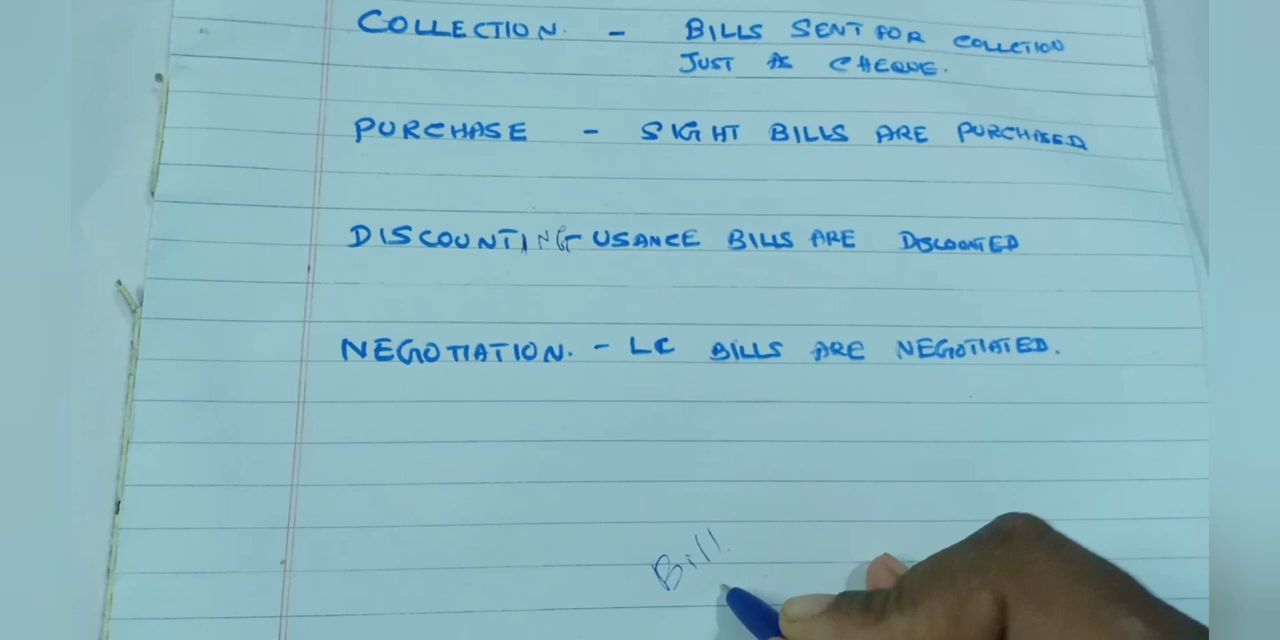 COLLECTION. - BILLS SENT FOR COLLCTION
JUST AS CHEQUE.
PURCHASE - SIGHT BILLS ARE PURCHASED
DISCOUNTING - USANCE BILLS ARE DISCOUNTED
NEGOTIATION. - LC BILLS ARE NEGOTIATED.
Bill